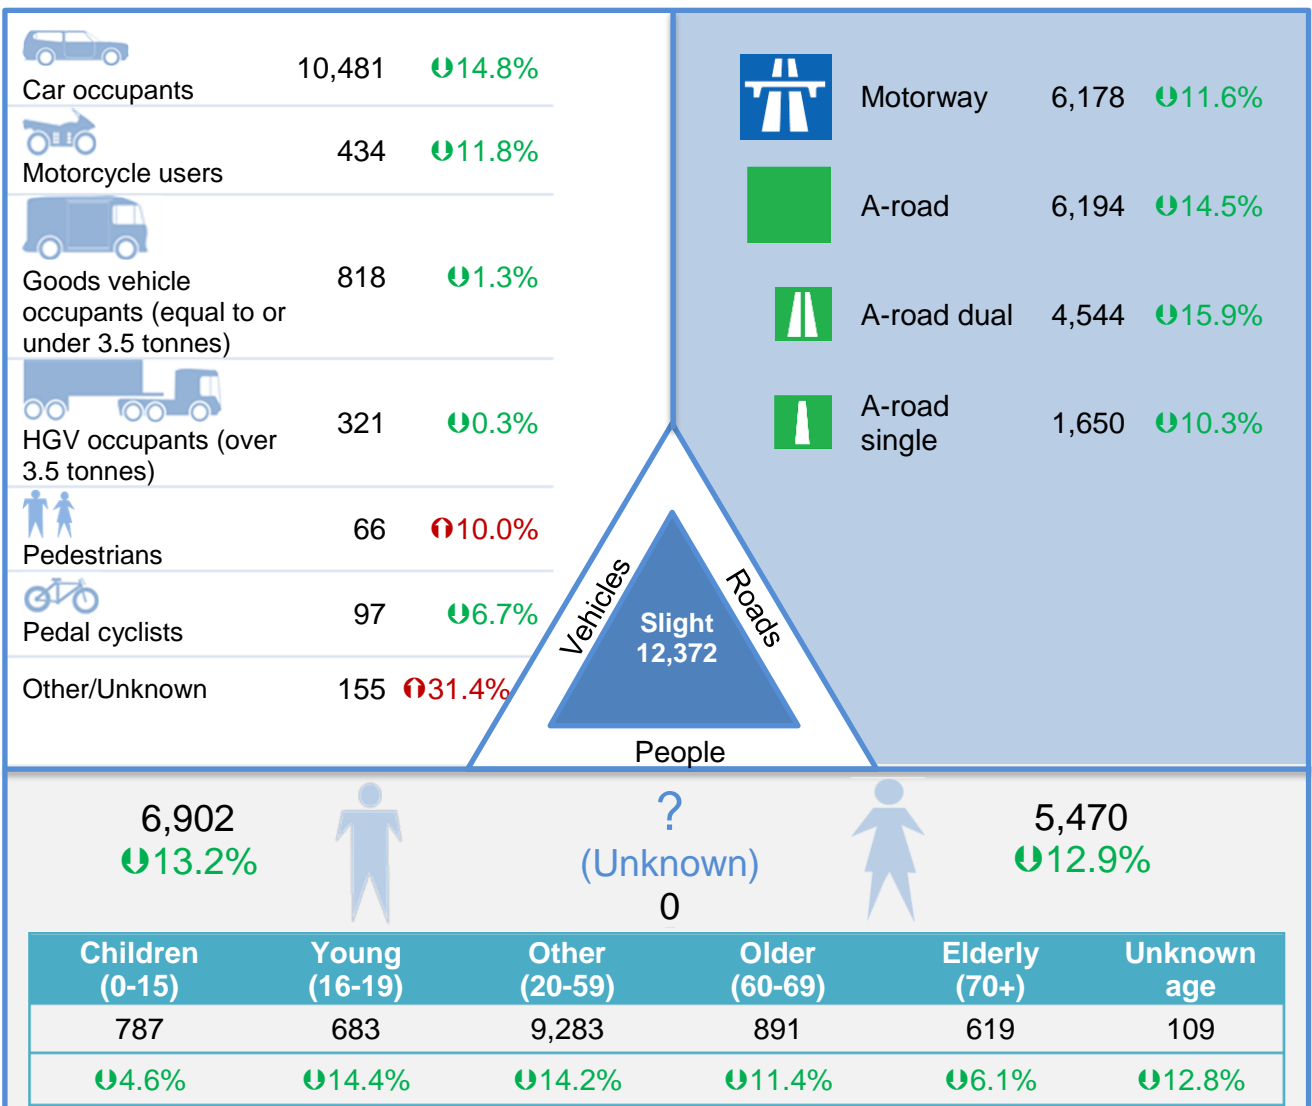 10,481 14.8%
Car occupants
434 11.8%
Motorcycle users
Goods vehicle
occupants (equal to or
under 3.5 tonnes)
818 1.3%
HGV occupants (over
3.5 tonnes)
321 0.3%
66 10.0%
Pedestrians
97 6.7%
Pedal cyclists
Other/Unknown 155 31.4%
Motorway 6,178 11.6%
A-road 6,194 14.5%
A-road dual 4,544 15.9%
A-road
single
1,650 10.3%
Vehicles
Roads
Slight
12,372
People
6,902
13.2%
?
(Unknown)
0
5,470
12.9%
Children
(0-15)
Young
(16-19)
Other
(20-59)
Older
(60-69)
Elderly
(70+)
Unknown
age
787 683 9,283 891 619 109
4.6% 14.4% 14.2% 11.4% 6.1% 12.8%